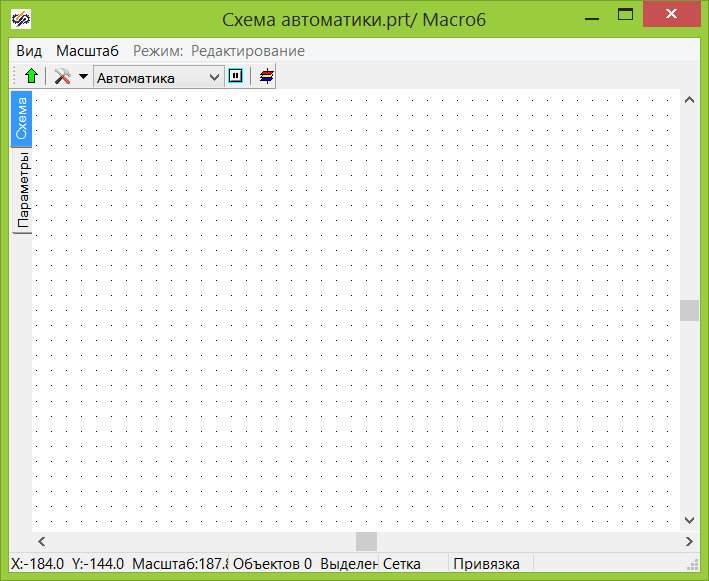 Схема автоматики.prt/ Macro6
Вид Масштаб Режим: Редактирование
Автоматика
Схема
Параметры
X:-184.0 Y:-144.0 Масштаб:187.8 Объектов 0 Выделен Сетка Привязка